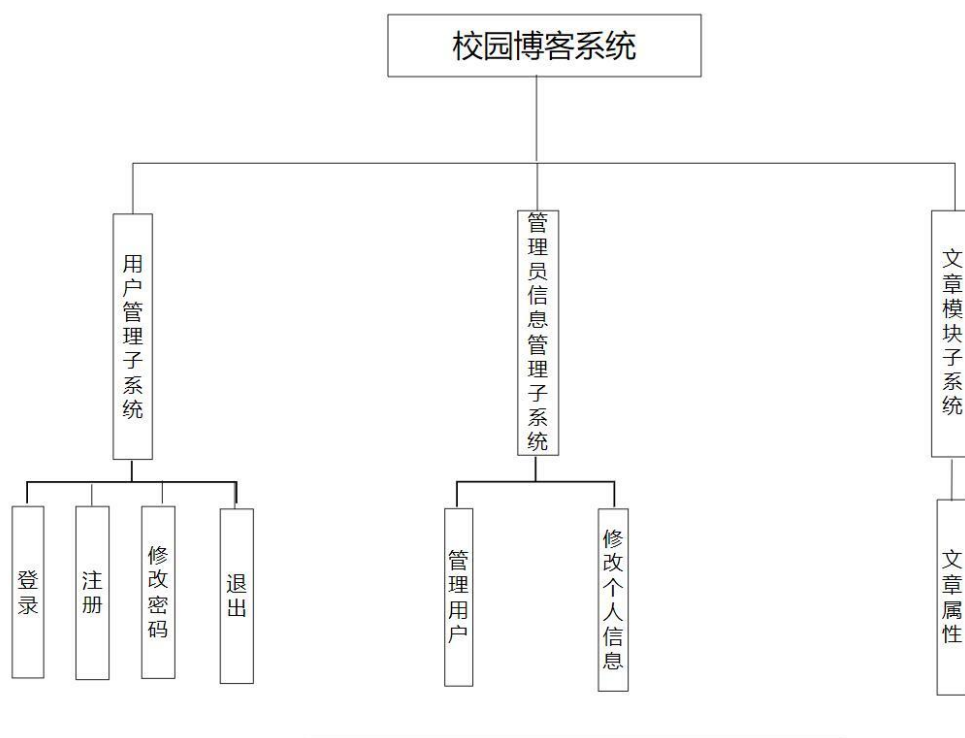 校园博客系统
用户管理子系统
管理员信息管理子系统
文章模块子系统
登录
注册
修改密码
退出
管理用户
修改个人信息
文章属性